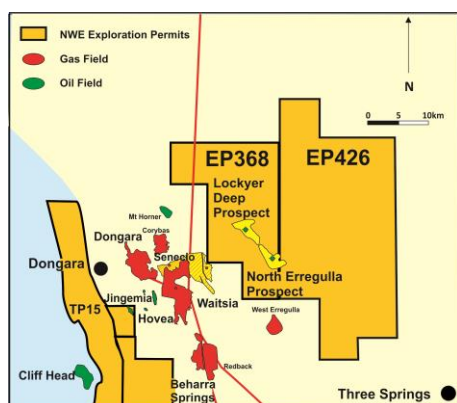 NWE Exploration Permits
Gas Field
Oil Field
N
0 5 10km
EP368
EP426
Lockyer
Deep
Prospect
Mt Horner
Corybas
Dongara
Senecio
Dongara
North Erregulla
Prospect
TP15
Jingemia
Waitsia
Hovea
West Erregulla
Redback
Cliff Head
Beharra
Springs
Three Springs